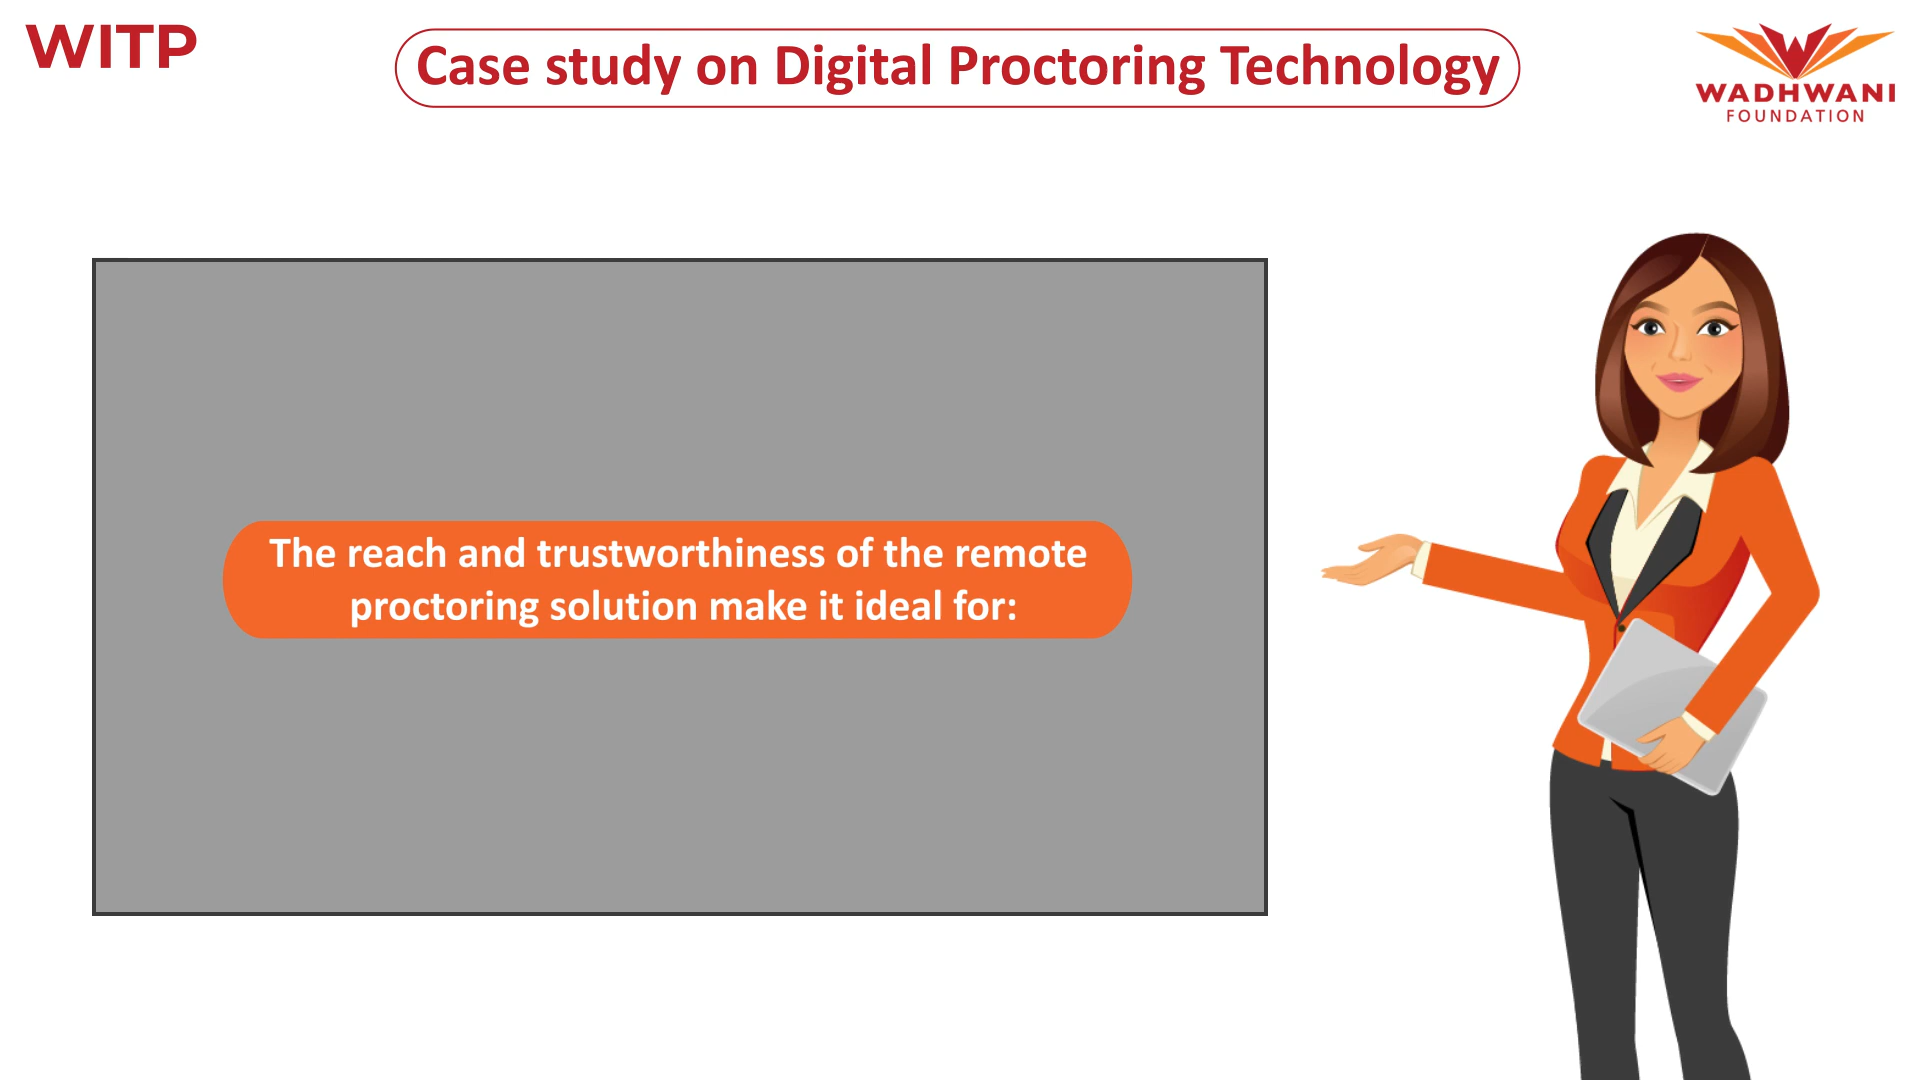 WITP
Case study on Digital Proctoring Technology
WADHWANI
FOUNDATION
The reach and trustworthiness of the remote
proctoring solution make it ideal for: